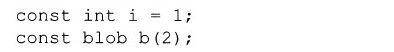 const int i = 1;
const blob b(2);